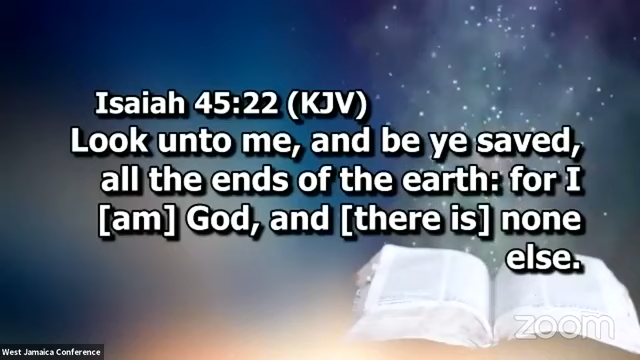 Isaiah 45:22 (KJV)
Look unto me, and be ye saved,
all the ends of the earth: for I
[am] God, and [there is] none
else.
zoom
West Jamaica Conference